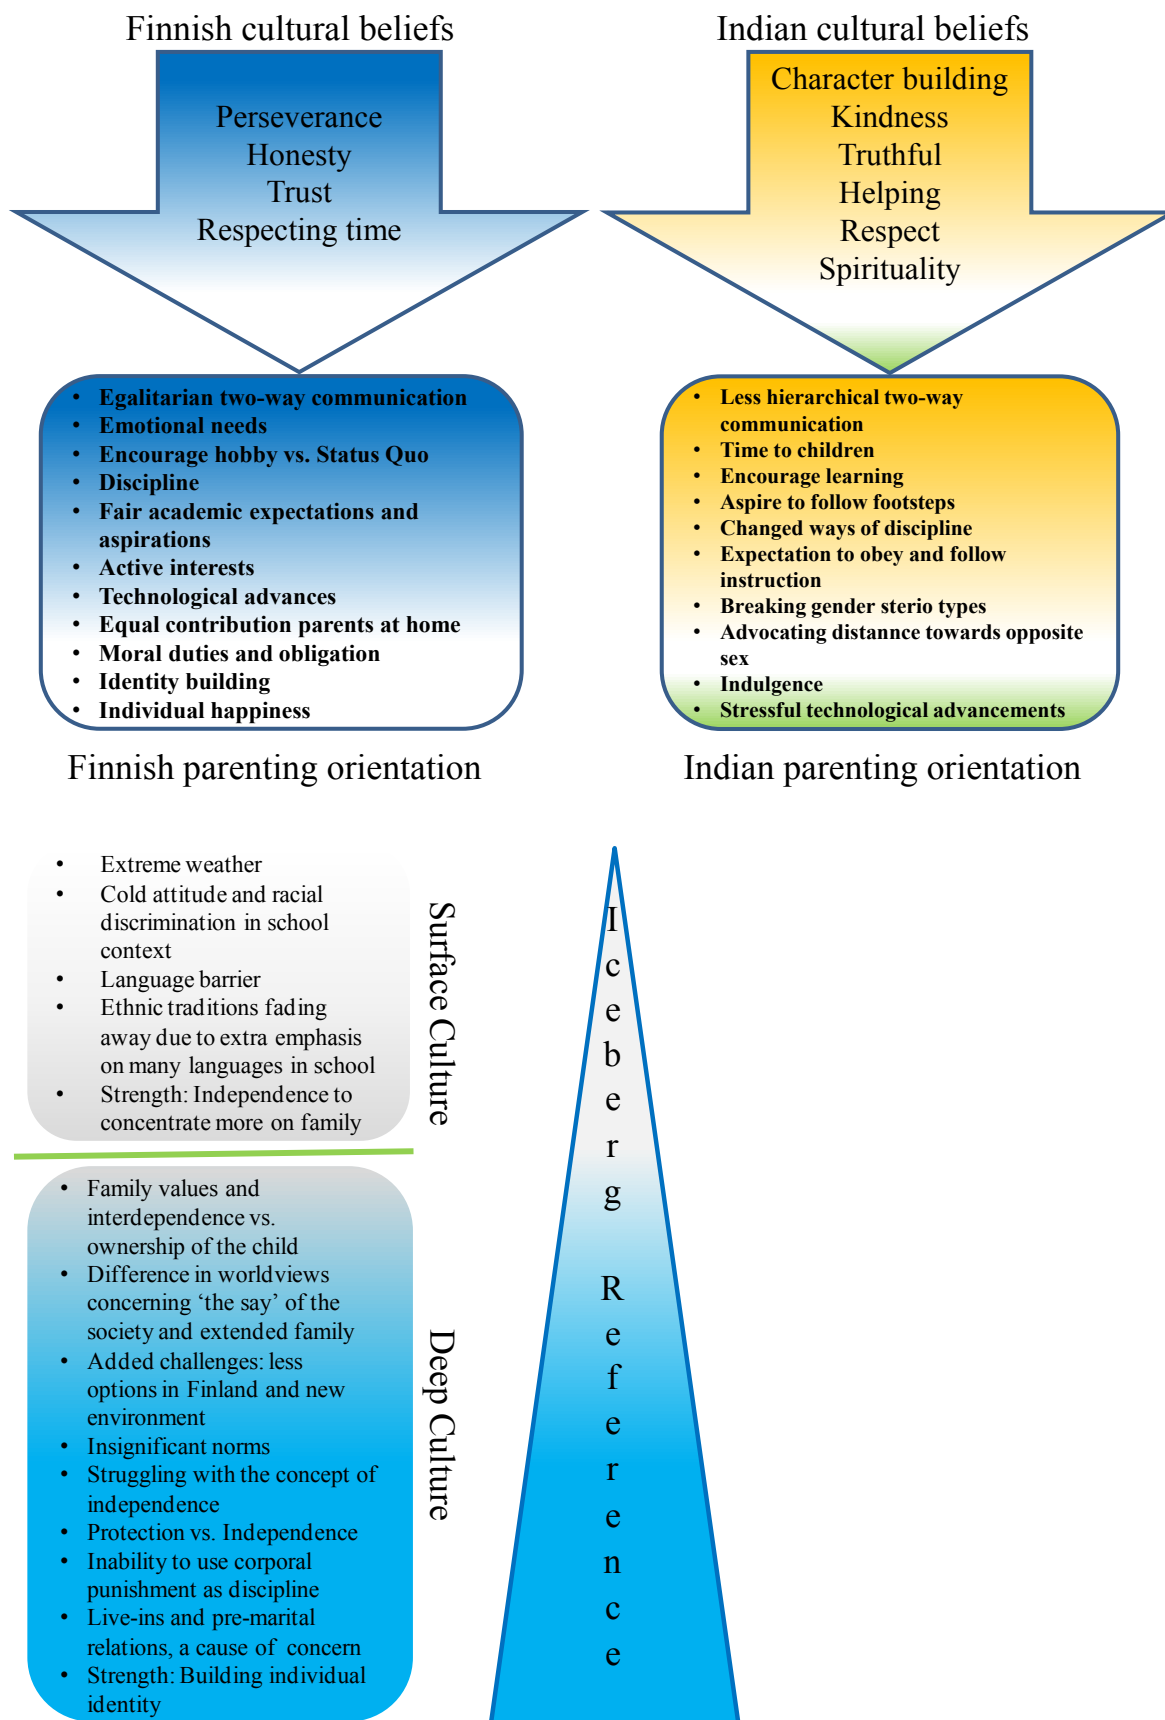 Finnish cultural beliefs
Perseverance
Honesty
Trust
Respecting time
• Egalitarian two-way communication
• Emotional needs
• Encourage hobby vs. Status Quo
• Discipline
• Fair academic expectations and
aspirations
• Active interests
• Technological advances
• Equal contribution parents at home
• Moral duties and obligation
• Identity building
• Individual happiness
Finnish parenting orientation
Indian cultural beliefs
Character building
Kindness
Truthful
Helping
Respect
Spirituality
• Less hierarchical two-way
communication
• Time to children
• Encourage learning
• Aspire to follow footsteps
• Changed ways of discipline
• Expectation to obey and follow
instruction
• Breaking gender sterio types
• Advocating distannce towards opposite
sex
• Indulgence
• Stressful technological advancements
Indian parenting orientation
• Extreme weather
• Cold attitude and racial
discrimination in school
context
• Language barrier
• Ethnic traditions fading
away due to extra emphasis
on many languages in school
• Strength: Independence to
concentrate more on family
Surface Culture
• Family values and
interdependence vs.
ownership of the child
• Difference in worldviews
concerning ‘the say’ of the
society and extended family
• Added challenges: less
options in Finland and new
environment
• Insignificant norms
• Struggling with the concept of
independence
• Protection vs. Independence
• Inability to use corporal
punishment as discipline
• Live-ins and pre-marital
relations, a cause of concern
• Strength: Building individual
identity
Deep Culture
Iceberg Reference